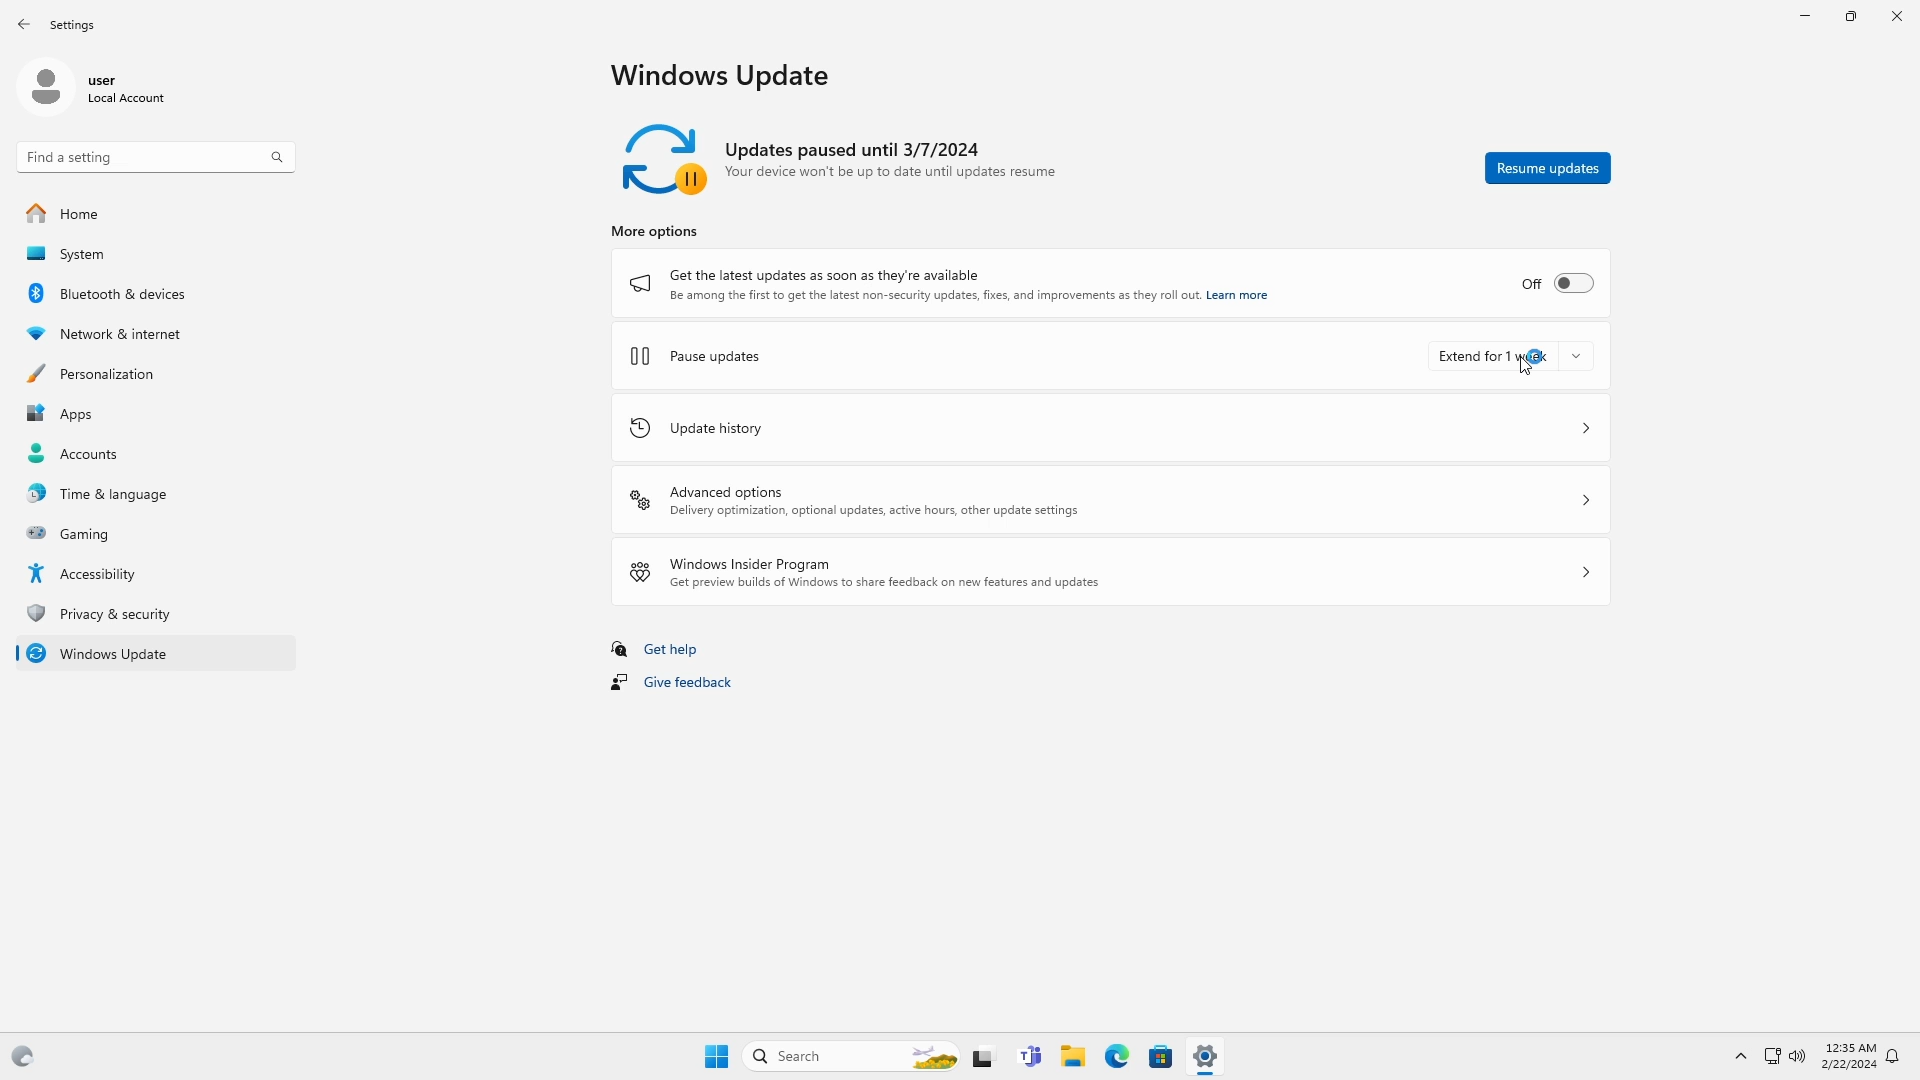 Settings
user
Local Account
Find a setting
Home
System
Bluetooth & devices
Network & internet
Personalization
Apps
Accounts
Time & language
Gaming
Accessibility
Privacy & security
Windows Update
Windows Update
Updates paused until 3/7/2024
Your device won't be up to date until updates resume
Resume updates
More options
Get the latest updates as soon as they're available
Be among the first to get the latest non-security updates, fixes, and improvements as they roll out. Learn more
Off
Pause updates
Extend for 1 week
Update history
Advanced options
Delivery optimization, optional updates, active hours, other update settings
Windows Insider Program
Get preview builds of Windows to share feedback on new features and updates
Get help
Give feedback
Search
12:35 AM
2/22/2024